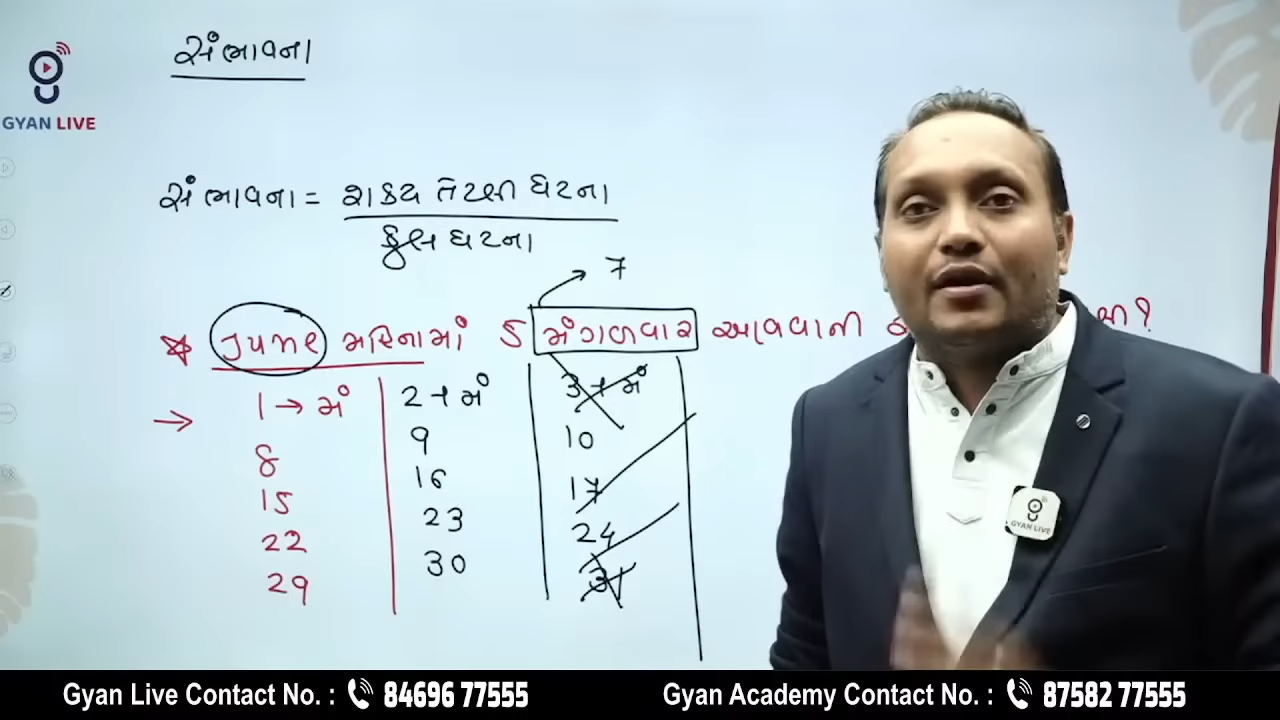 સંભાવના
GYAN LIVE
સંભાવના = શક્ય તેટલી ઘટના
કુલ ઘટના
7
June મહિનામાં 5 મંગળવાર આવવાની
1 → મં
8
15
22
29
2 → મં
9
16
23
30
3 → મં
10
17
24
31
GYAN LIVE
Gyan Live Contact No. : 84696 77555
Gyan Academy Contact No. : 87582 77555